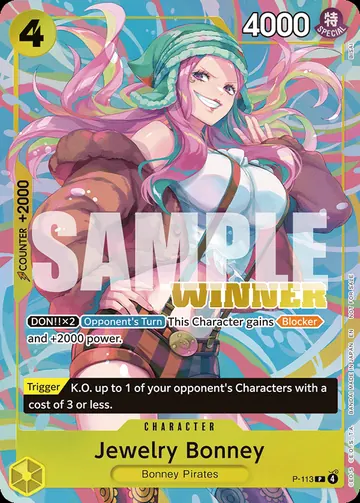 4
4000
特
SPECIAL
COUNTER +2000
SAMPLE
WINNER
DON!!×2 Opponent's Turn This Character gains Blocker
and +2000 power.
Trigger K.O. up to 1 of your opponent's Characters with a
cost of 3 or less.
CHARACTER
Jewelry Bonney
Bonney Pirates
P-113 P 4